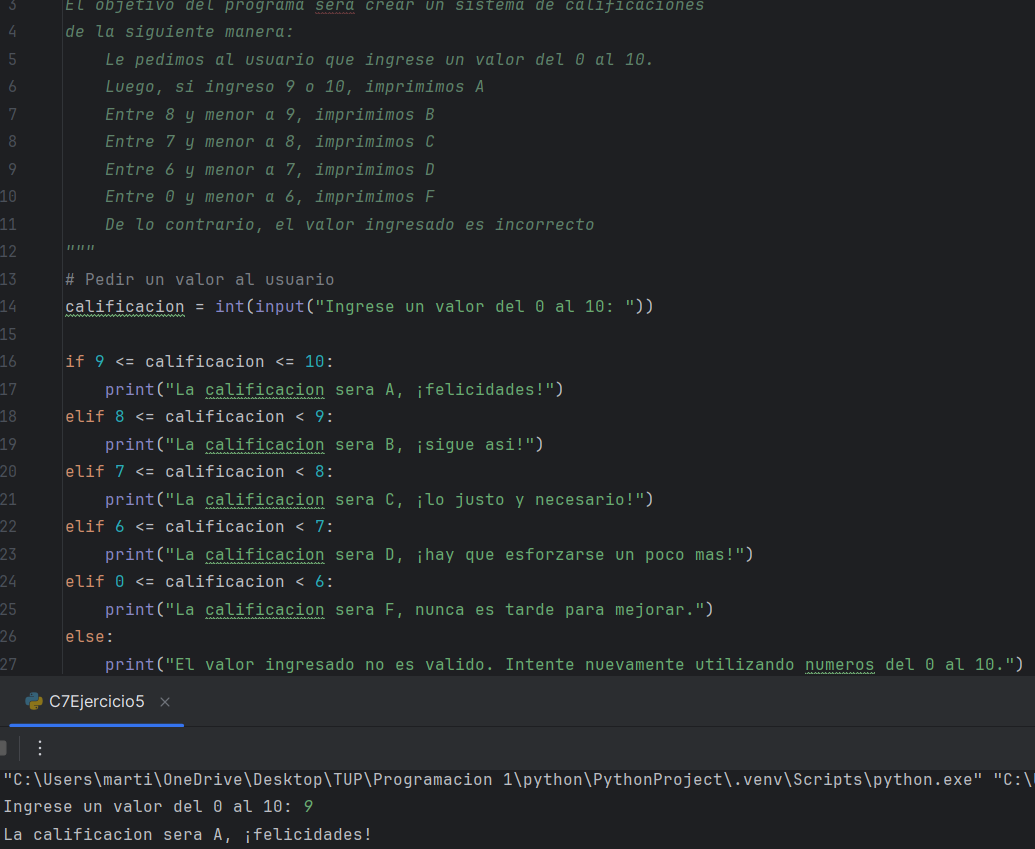 3 El objetivo del programa sera crear un sistema de calificaciones
4 de la siguiente manera:
5 Le pedimos al usuario que ingrese un valor del 0 al 10.
6 Luego, si ingreso 9 o 10, imprimimos A
7 Entre 8 y menor a 9, imprimimos B
8 Entre 7 y menor a 8, imprimimos C
9 Entre 6 y menor a 7, imprimimos D
10 Entre 0 y menor a 6, imprimimos F
11 De lo contrario, el valor ingresado es incorrecto
12 """
13 # Pedir un valor al usuario
14 calificacion = int(input("Ingrese un valor del 0 al 10: "))
15
16 if 9 <= calificacion <= 10:
17 print("La calificacion sera A, ¡felicidades!")
18 elif 8 <= calificacion < 9:
19 print("La calificacion sera B, ¡sigue asi!")
20 elif 7 <= calificacion < 8:
21 print("La calificacion sera C, ¡lo justo y necesario!")
22 elif 6 <= calificacion < 7:
23 print("La calificacion sera D, ¡hay que esforzarse un poco mas!")
24 elif 0 <= calificacion < 6:
25 print("La calificacion sera F, nunca es tarde para mejorar.")
26 else:
27 print("El valor ingresado no es valido. Intente nuevamente utilizando numeros del 0 al 10.")
C7Ejercicio5
"C:\Users\marti\OneDrive\Desktop\TUP\Programacion 1\python\PythonProject\.venv\Scripts\python.exe" "C:\
Ingrese un valor del 0 al 10: 9
La calificacion sera A, ¡felicidades!